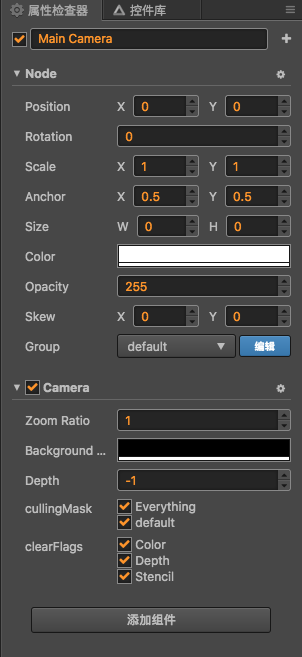 属性检查器 控件库
Main Camera
Node
Position X 0 Y 0
Rotation 0
Scale X 1 Y 1
Anchor X 0.5 Y 0.5
Size W 0 H 0
Color
Opacity 255
Skew X 0 Y 0
Group default 编辑
Camera
Zoom Ratio 1
Background ...
Depth -1
cullingMask Everything
default
clearFlags Color
Depth
Stencil
添加组件